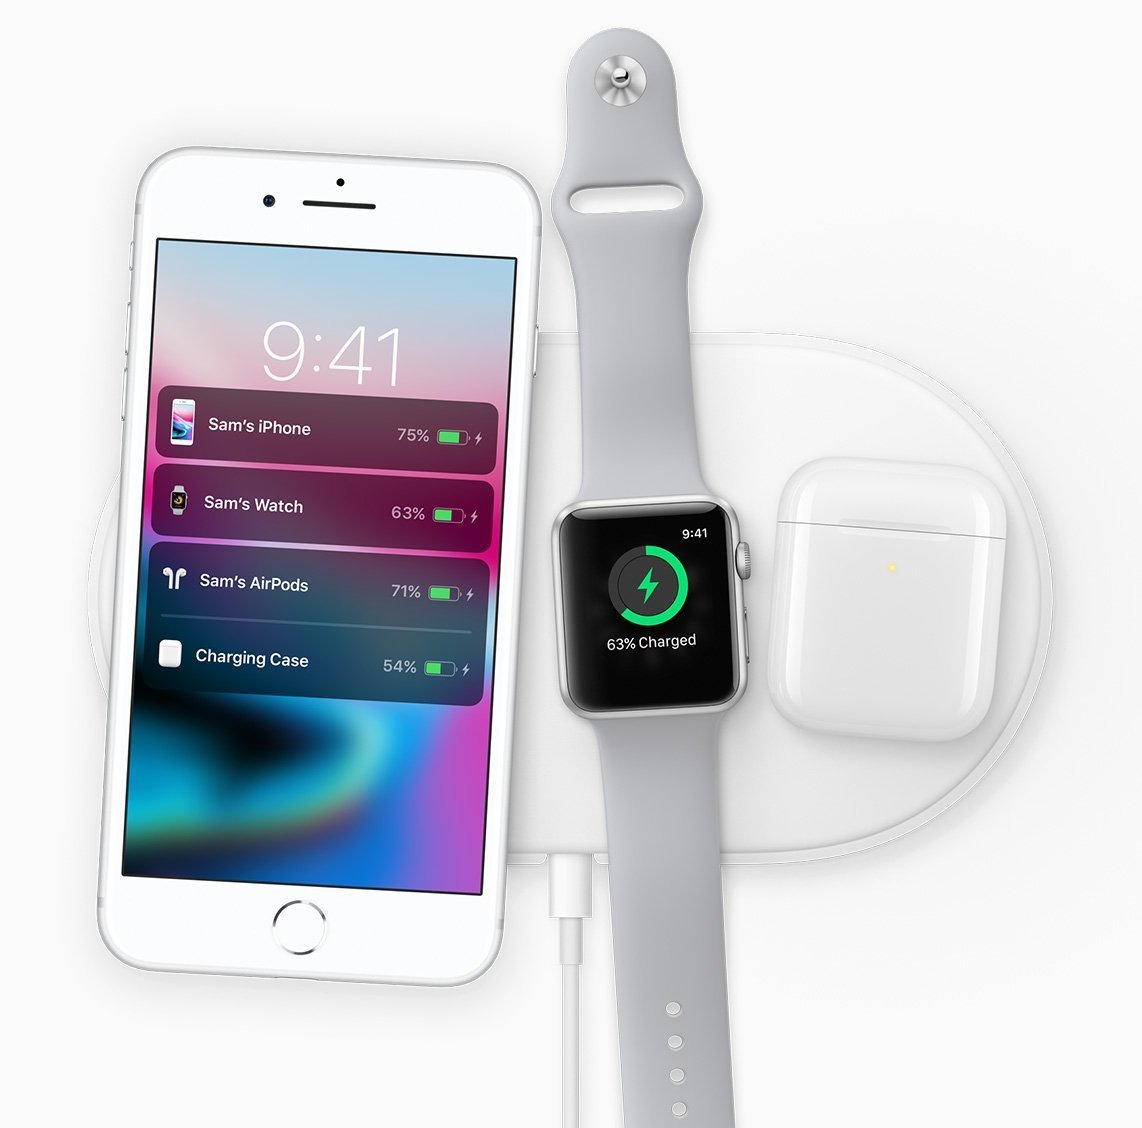 9:41
Sam’s iPhone 75%
Sam’s Watch 63%
Sam’s AirPods 71%
Charging Case 54%
9:41
63% Charged